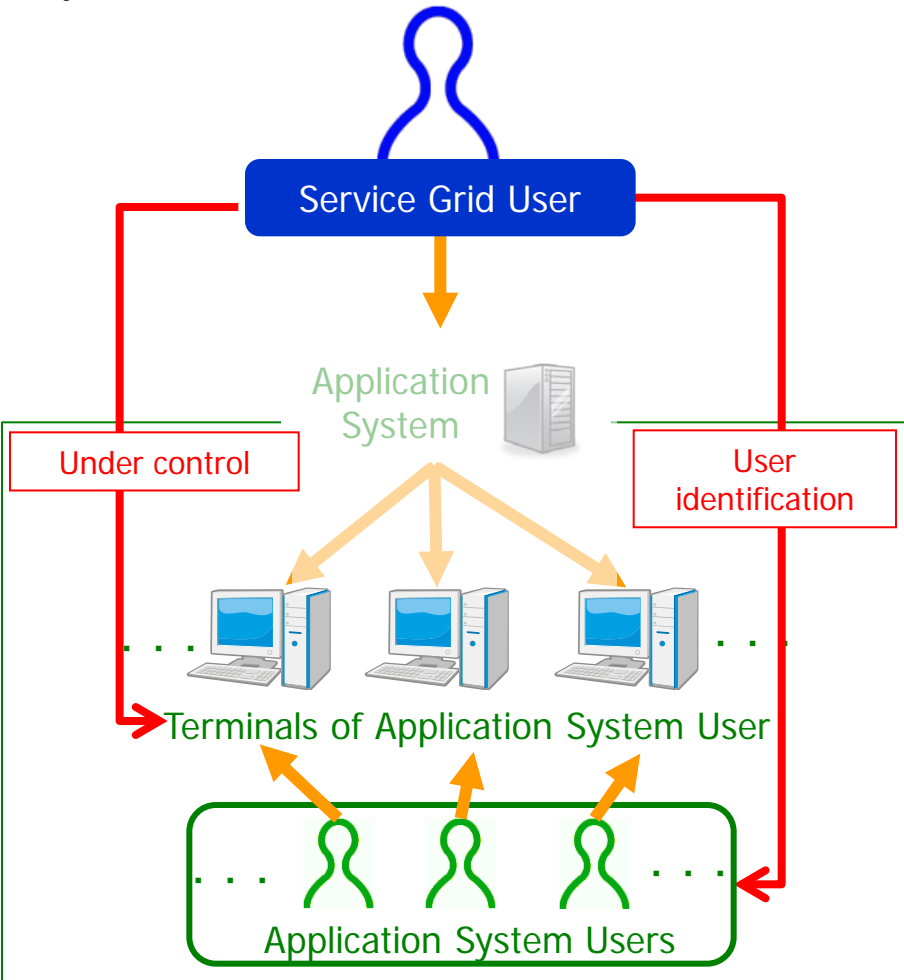 Service Grid User
Application
System
Under control
User
identification
. . .
. . .
Terminals of Application System User
. . .
. . .
Application System Users